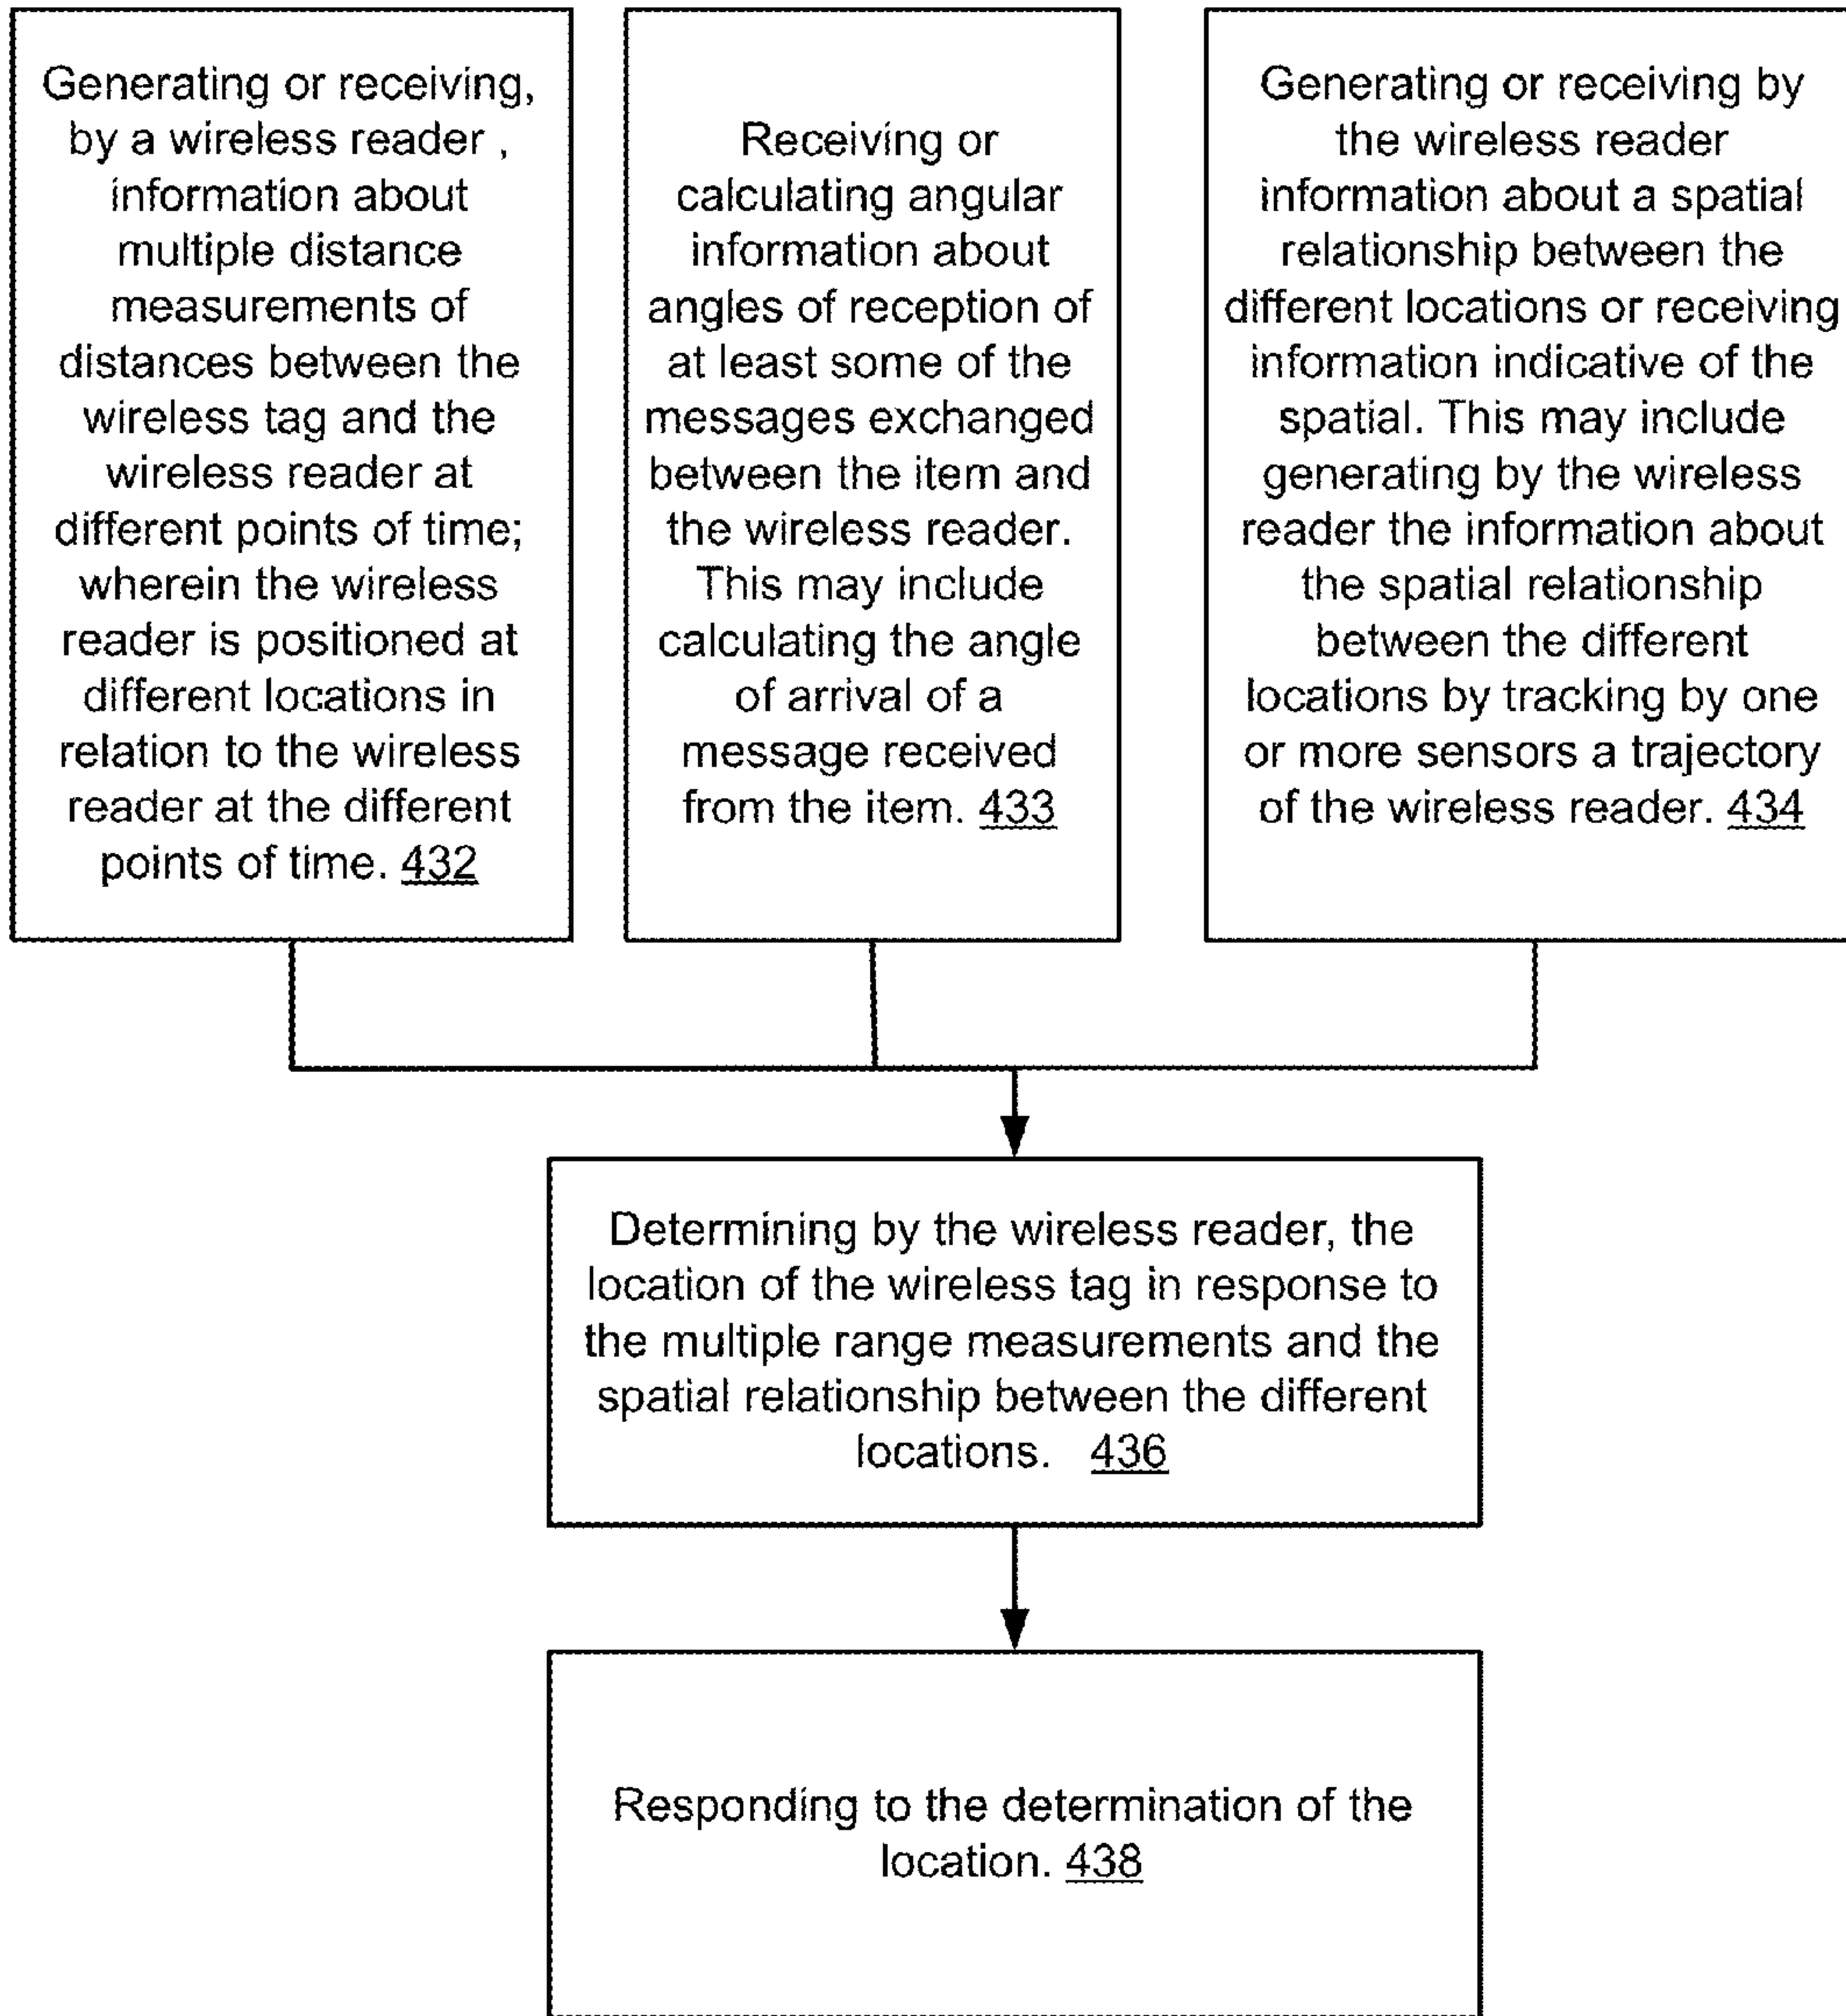 Generating or receiving,
by a wireless reader ,
information about
multiple distance
measurements of
distances between the
wireless tag and the
wireless reader at
different points of time;
wherein the wireless
reader is positioned at
different locations in
relation to the wireless
reader at the different
points of time. 432
Receiving or
calculating angular
information about
angles of reception of
at least some of the
messages exchanged
between the item and
the wireless reader.
This may include
calculating the angle
of arrival of a
message received
from the item. 433
Generating or receiving by
the wireless reader
information about a spatial
relationship between the
different locations or receiving
information indicative of the
spatial. This may include
generating by the wireless
reader the information about
the spatial relationship
between the different
locations by tracking by one
or more sensors a trajectory
of the wireless reader. 434
Determining by the wireless reader, the
location of the wireless tag in response to
the multiple range measurements and the
spatial relationship between the different
locations. 436
Responding to the determination of the
location. 438